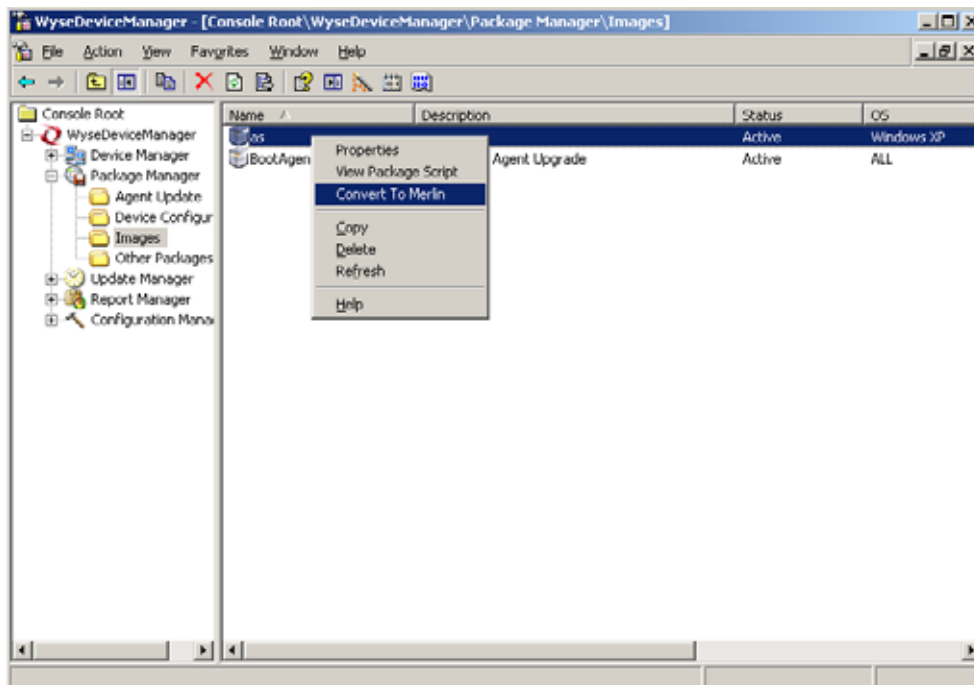 WyseDeviceManager - [Console Root\WyseDeviceManager\Package Manager\Images]
File Action View Favorites Window Help
Console Root
WyseDeviceManager
Device Manager
Package Manager
Agent Update
Device Configur
Images
Other Packages
Update Manager
Report Manager
Configuration Mana
Name Description Status OS
as Active Windows XP
BootAgen Agent Upgrade Active ALL
Properties
View Package Script
Convert To Merlin
Copy
Delete
Refresh
Help